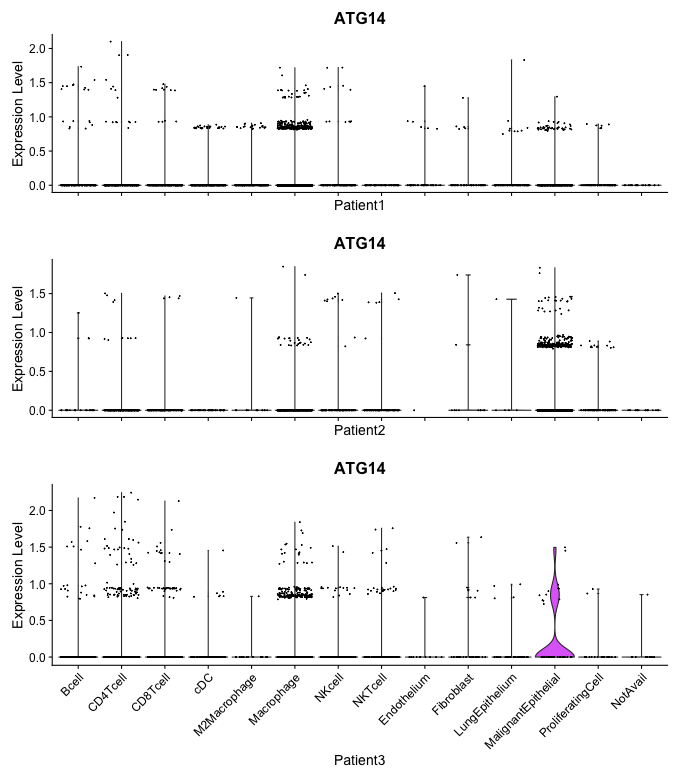 ATG14
Expression Level
2.0
1.5
1.0
0.5
0.0
Patient1
ATG14
Expression Level
1.5
1.0
0.5
0.0
Patient2
ATG14
Expression Level
2.0
1.5
1.0
0.5
0.0
Bcell
CD4Tcell
CD8Tcell
cDC
M2Macrophage
Macrophage
NKcell
NKTcell
Endothelium
Fibroblast
LungEpithelium
MalignantEpithelial
ProliferatingCell
NotAvail
Patient3